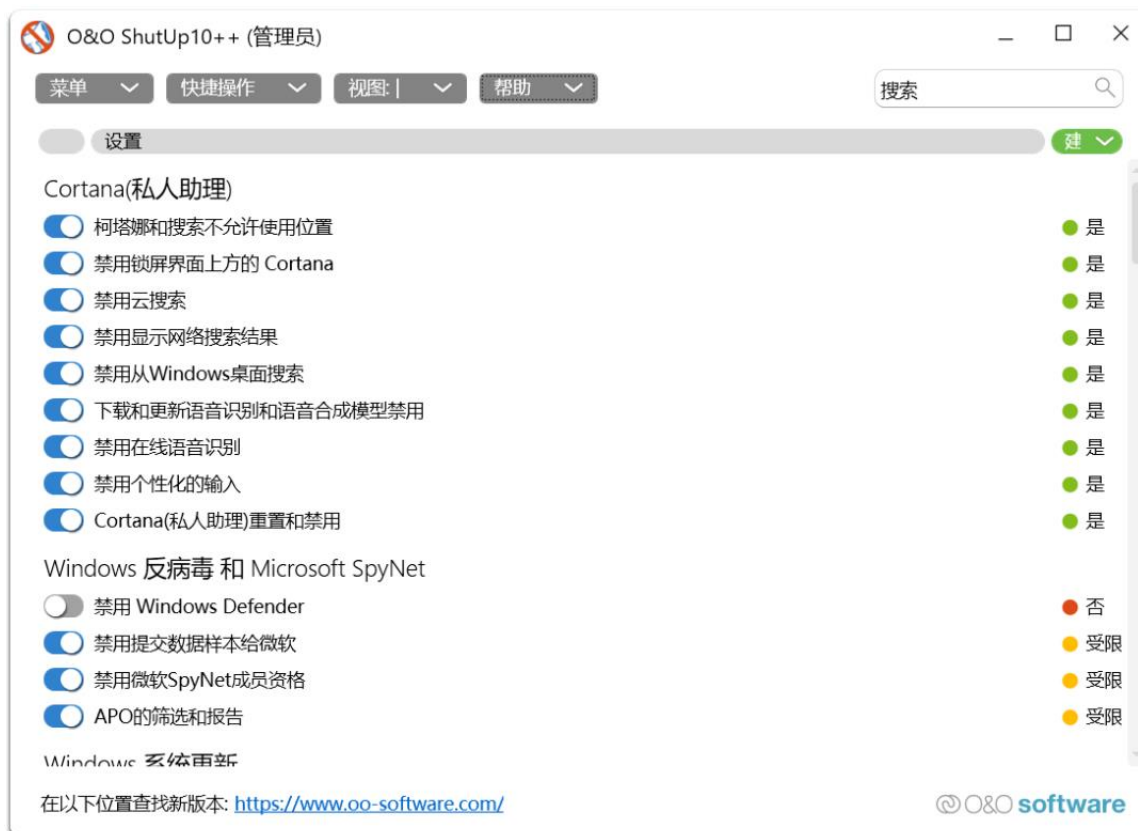 O&O ShutUp10++ (管理员)
菜单 快捷操作 视图: | 帮助 搜索
设置 建
Cortana(私人助理)
柯塔娜和搜索不允许使用位置 是
禁用锁屏界面上方的 Cortana 是
禁用云搜索 是
禁用显示网络搜索结果 是
禁用从Windows桌面搜索 是
下载和更新语音识别和语音合成模型禁用 是
禁用在线语音识别 是
禁用个性化的输入 是
Cortana(私人助理)重置和禁用 是
Windows 反病毒 和 Microsoft SpyNet
禁用 Windows Defender 否
禁用提交数据样本给微软 受限
禁用微软SpyNet成员资格 受限
APO的筛选和报告 受限
Windows 系统更新
在以下位置查找新版本: https://www.oo-software.com/ O&O software